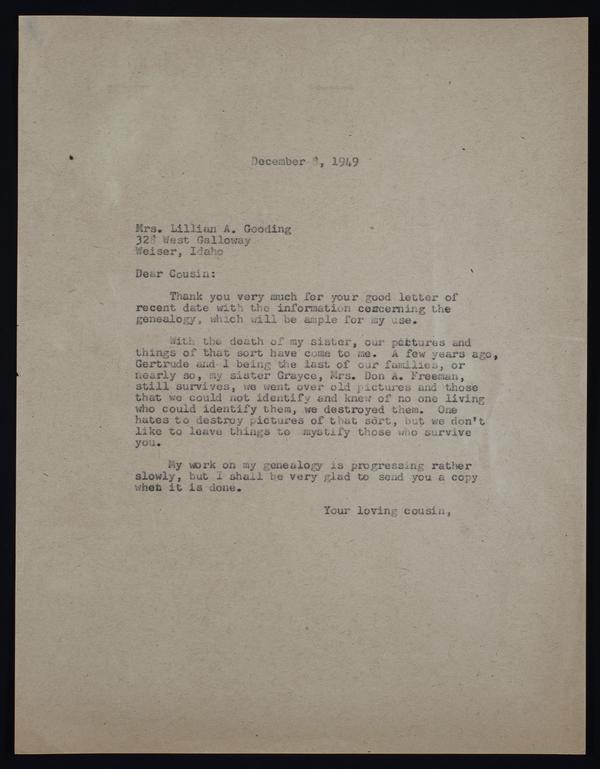 December 8, 1949
Mrs. Lillian A. Gooding
328 West Galloway
Weiser, Idaho
Dear Cousin:
Thank you very much for your good letter of
recent date with the information concerning the
genealogy, which will be ample for my use.
With the death of my sister, our pictures and
things of that sort have come to me. A few years ago,
Gertrude and I being the last of our families, or
nearly so, my sister Grayce, Mrs. Don A. Freeman,
still survives, we went over old pictures and those
that we could not identify and knew of no one living
who could identify them, we destroyed them. One
hates to destroy pictures of that sort, but we don't
like to leave things to mystify those who survive
you.
My work on my genealogy is progressing rather
slowly, but I shall be very glad to send you a copy
when it is done.
Your loving cousin,